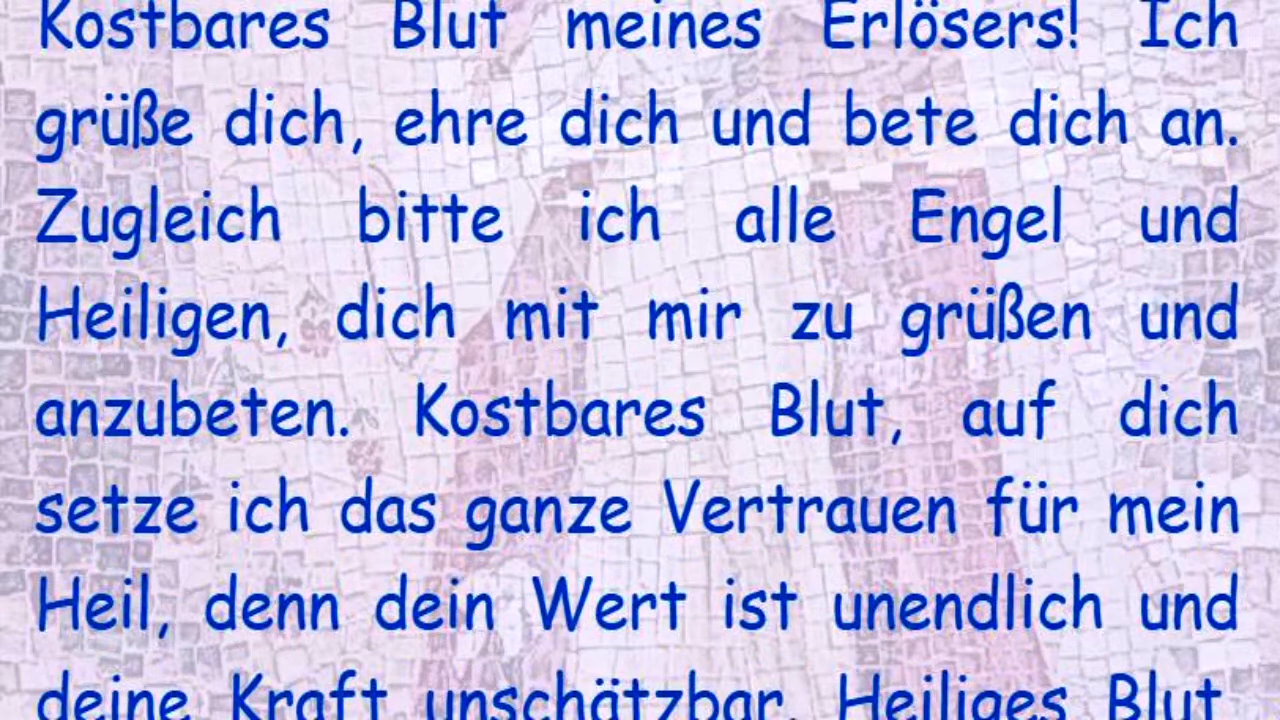 Kostbares Blut meines Erlösers! Ich
grüße dich, ehre dich und bete dich an.
Zugleich bitte ich alle Engel und
Heiligen, dich mit mir zu grüßen und
anzubeten. Kostbares Blut, auf dich
setze ich das ganze Vertrauen für mein
Heil, denn dein Wert ist unendlich und
deine Kraft unschätzbar. Heiliges Blut